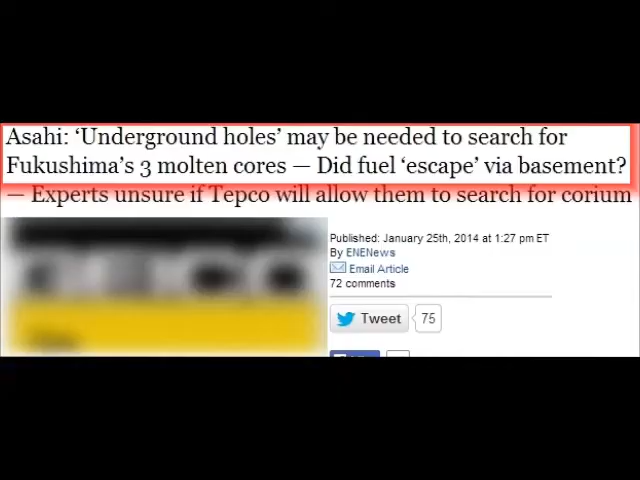 Asahi: ‘Underground holes’ may be needed to search for
Fukushima’s 3 molten cores — Did fuel ‘escape’ via basement?
— Experts unsure if Tepco will allow them to search for corium
Published: January 25th, 2014 at 1:27 pm ET
By ENENews
Email Article
72 comments
Tweet 75